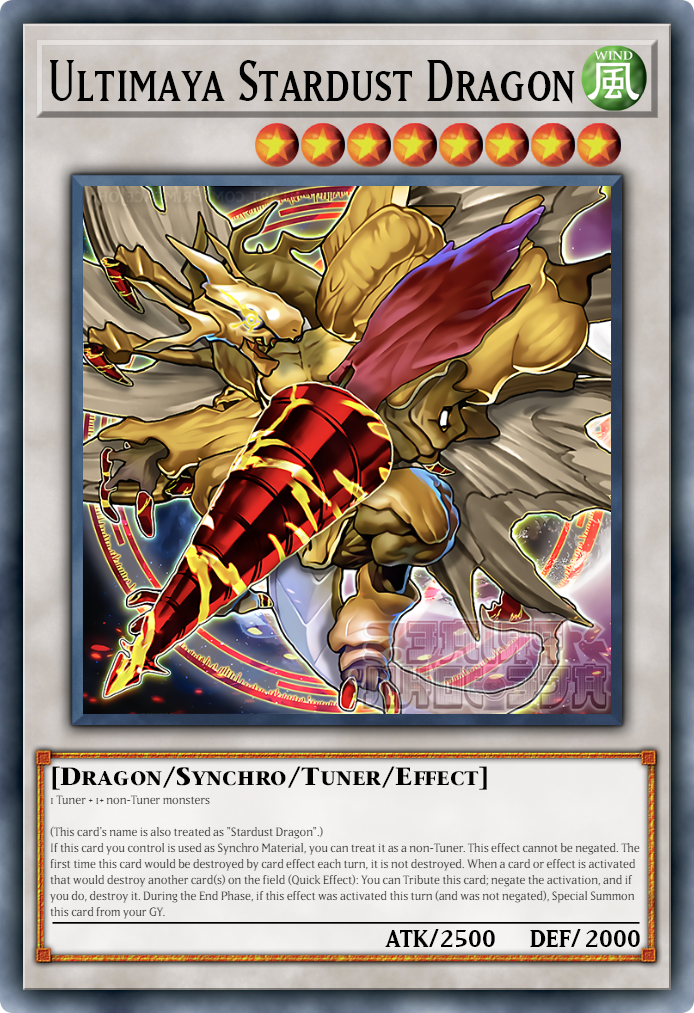 ULTIMAYA STARDUST DRAGON
WIND
風
[DRAGON/SYNCHRO/TUNER/EFFECT]
1 Tuner + 1+ non-Tuner monsters
(This card's name is also treated as "Stardust Dragon".)
If this card you control is used as Synchro Material, you can treat it as a non-Tuner. This effect cannot be negated. The
first time this card would be destroyed by card effect each turn, it is not destroyed. When a card or effect is activated
that would destroy another card(s) on the field (Quick Effect): You can Tribute this card; negate the activation, and if
you do, destroy it. During the End Phase, if this effect was activated this turn (and was not negated), Special Summon
this card from your GY.
ATK/2500 DEF/ 2000